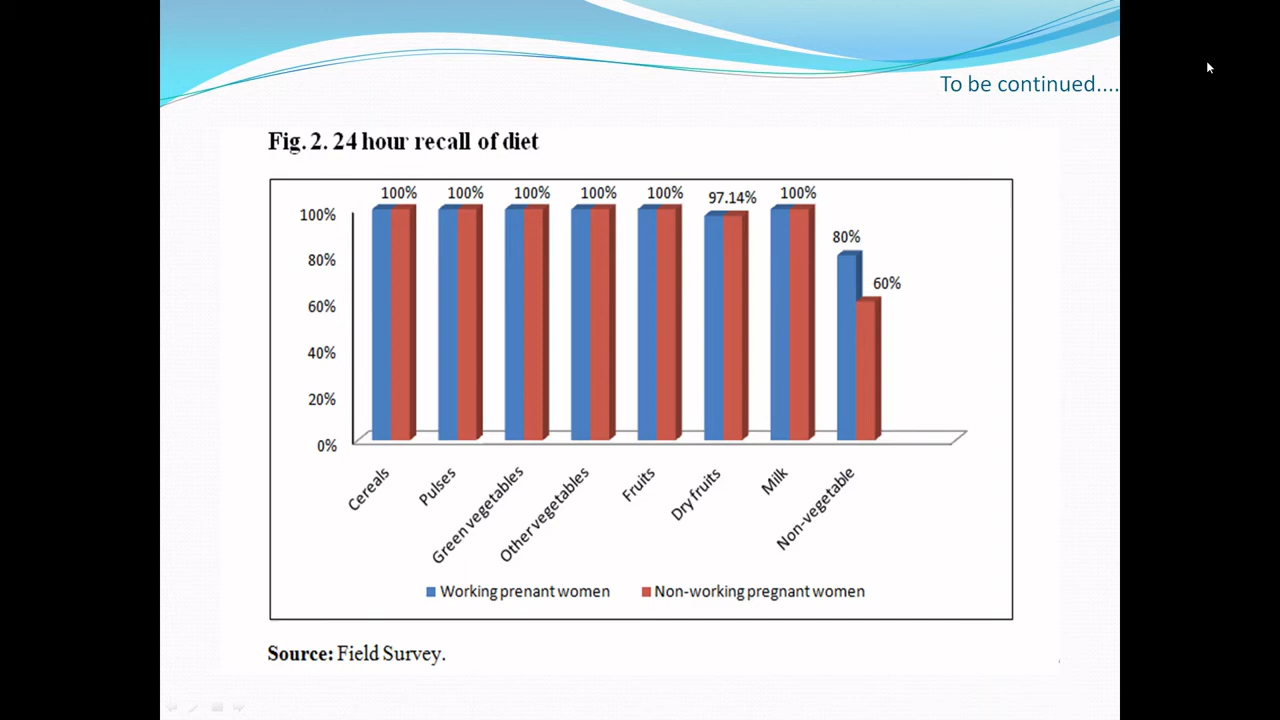 To be continued....
Fig. 2. 24 hour recall of diet
100% 100% 100% 100% 100% 97.14% 100%
80%
60%
100%
80%
60%
40%
20%
0%
Cereals
Pulses
Green vegetables
Other vegetables
Fruits
Dry fruits
Milk
Non-vegetable
Working prenant women Non-working pregnant women
Source: Field Survey.